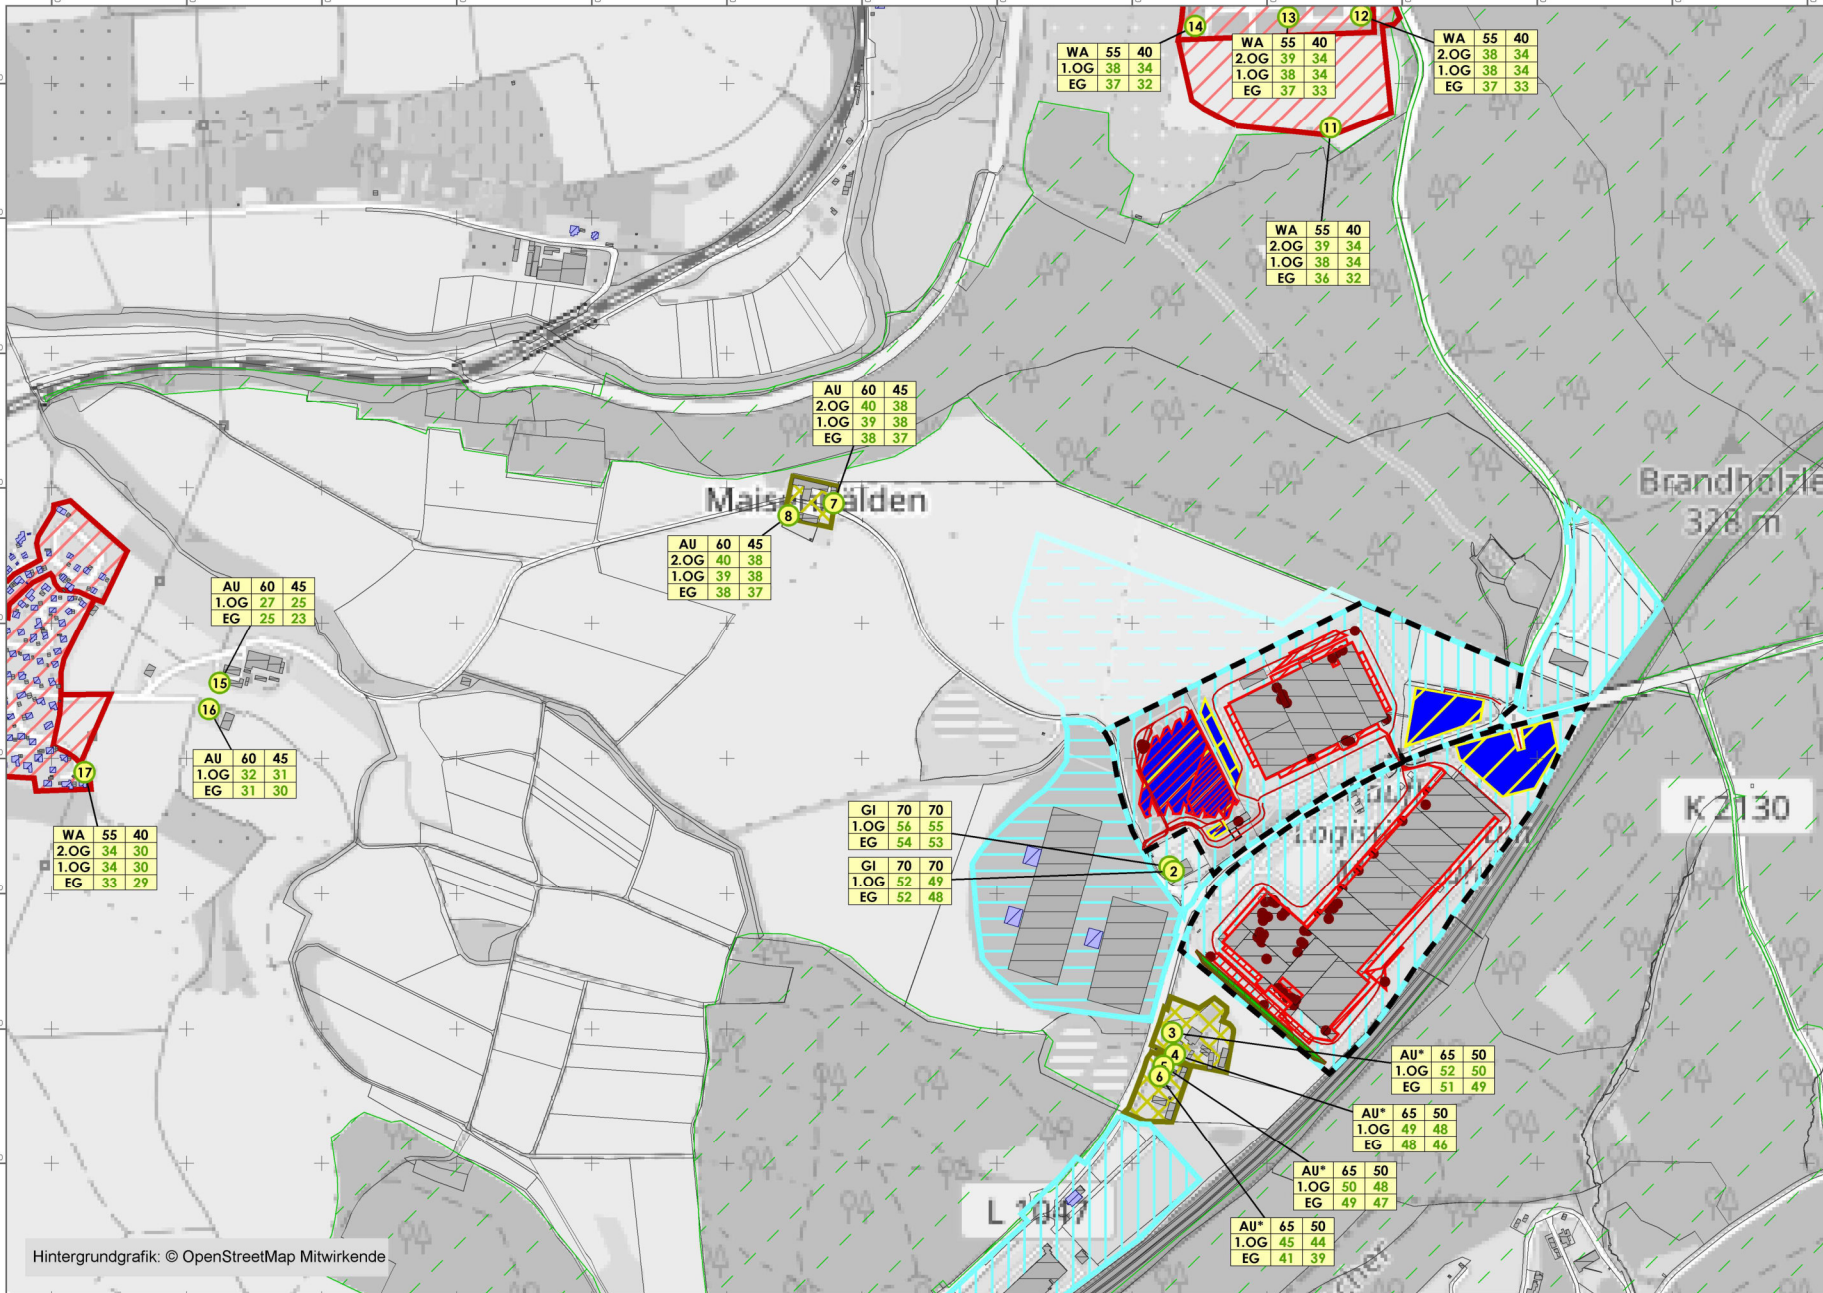 14
13
12
WA 55 40
1.OG 38 34
EG 37 32
WA 55 40
2.OG 39 34
1.OG 38 34
EG 37 33
WA 55 40
2.OG 38 34
1.OG 38 34
EG 37 33
11
WA 55 40
2.OG 39 34
1.OG 38 34
EG 36 32
AU 60 45
2.OG 40 38
1.OG 39 38
EG 38 37
7
8
AU 60 45
2.OG 40 38
1.OG 39 38
EG 38 37
Brandhölzle
328 m
AU 60 45
1.OG 27 25
EG 25 23
15
16
AU 60 45
1.OG 32 31
EG 31 30
17
WA 55 40
2.OG 34 30
1.OG 34 30
EG 33 29
GI 70 70
1.OG 56 55
EG 54 53
GI 70 70
1.OG 52 49
EG 52 48
2
K 2130
3
4
5
6
AU* 65 50
1.OG 52 50
EG 51 49
AU* 65 50
1.OG 49 48
EG 48 46
AU* 65 50
1.OG 50 48
EG 49 47
AU* 65 50
1.OG 45 44
EG 41 39
L 1047
Hintergrundgrafik: © OpenStreetMap Mitwirkende